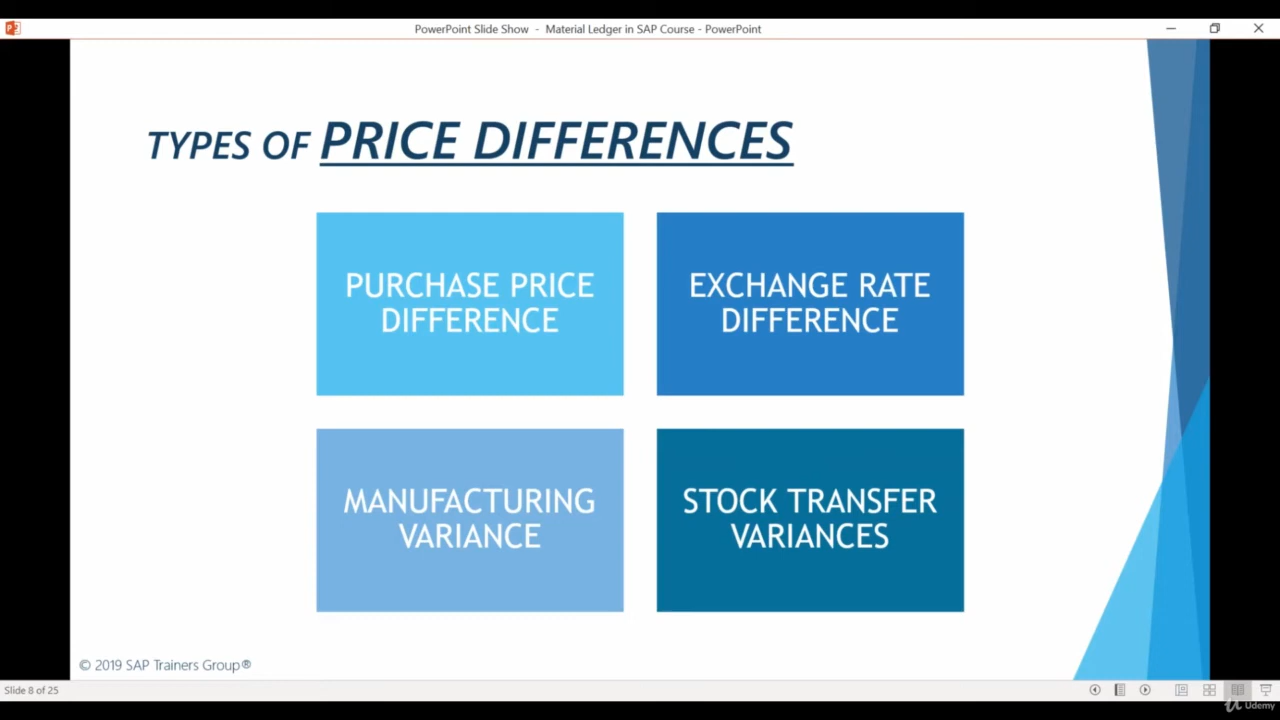 PowerPoint Slide Show - Material Ledger in SAP Course - PowerPoint
TYPES OF PRICE DIFFERENCES
PURCHASE PRICE
DIFFERENCE
EXCHANGE RATE
DIFFERENCE
MANUFACTURING
VARIANCE
STOCK TRANSFER
VARIANCES
© 2019 SAP Trainers Group®
Slide 8 of 25
Udemy